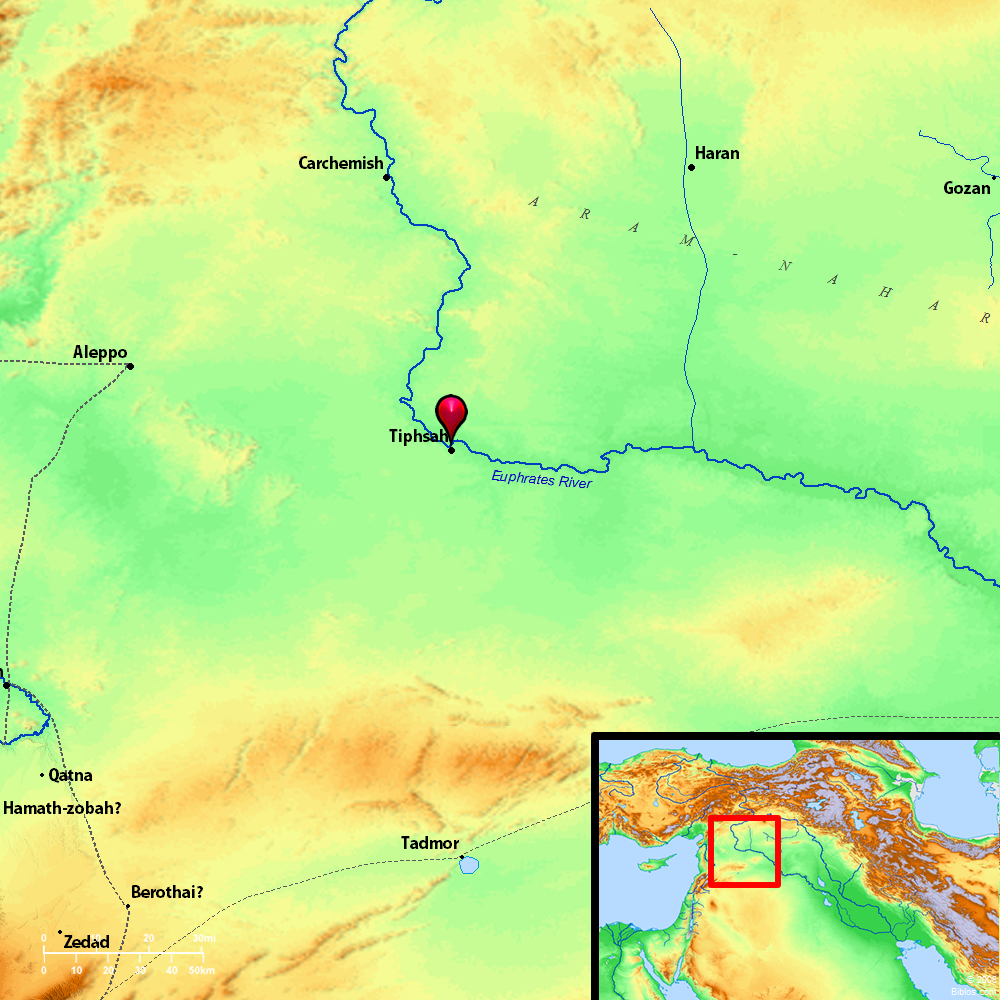 Carchemish
Haran
Gozan
A R A M - N A H A R
Aleppo
Tiphsah
Euphrates River
Qatna
Hamath-zobah?
Tadmor
Berothai?
Zedad
0 10 20 30mi
0 10 20 30 40 50km